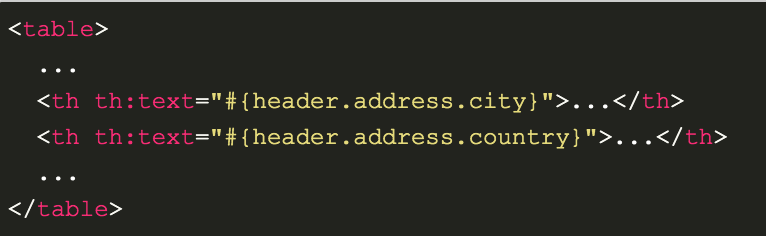 <table>
...
<th th:text="#{header.address.city}">...</th>
<th th:text="#{header.address.country}">...</th>
...
</table>